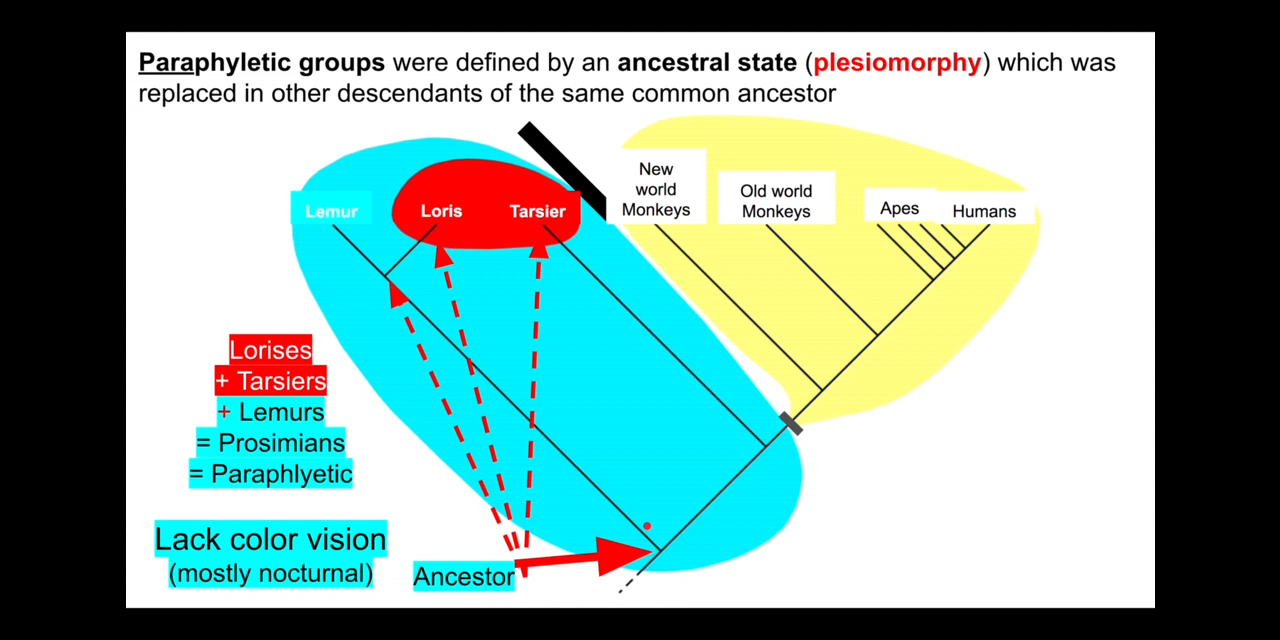 Paraphyletic groups were defined by an ancestral state (plesiomorphy) which was
replaced in other descendants of the same common ancestor
New
world
Monkeys
Old world
Monkeys
Apes
Humans
Lemur
Loris
Tarsier
Lorises
+ Tarsiers
+ Lemurs
= Prosimians
= Paraphlyetic
Lack color vision
(mostly nocturnal)
Ancestor